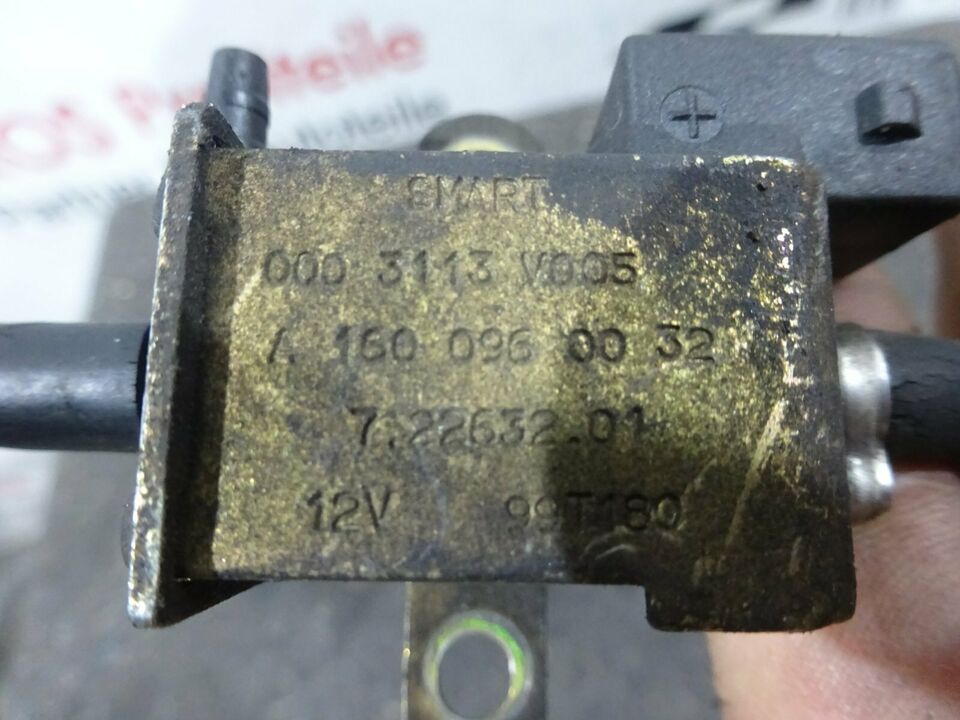 SMART
000 3113 V005
A 160 096 00 32
7.22632.01
12V 99T180